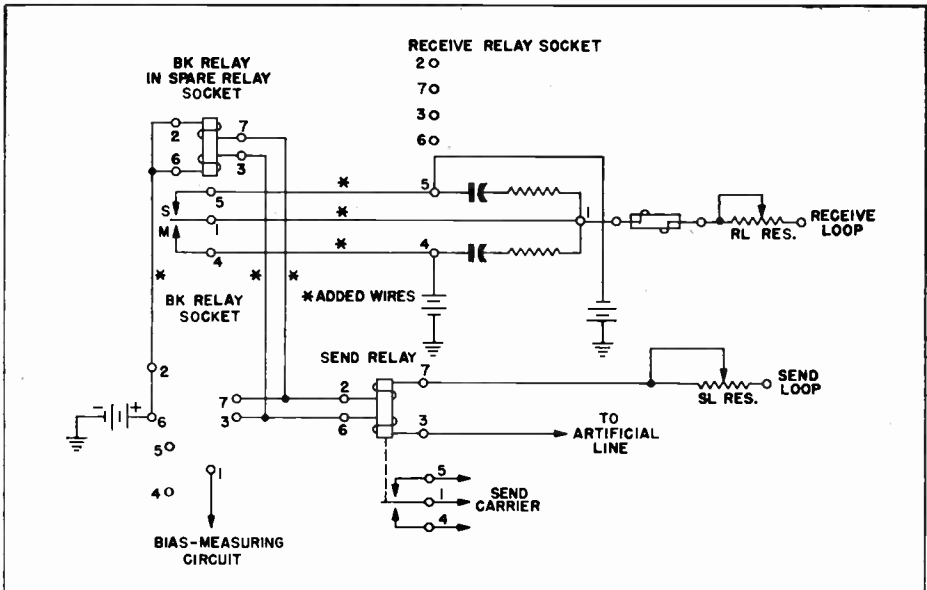 RECEIVE RELAY SOCKET
BK RELAY
IN SPARE RELAY
SOCKET
2
7
3
6
2
7
6
3
5
*
5
1
RECEIVE
LOOP
RL RES.
S
1
*
M
4
*
4
*
*
*
*ADDED WIRES
BK RELAY
SOCKET
SEND RELAY
2
7
SEND
LOOP
SL RES.
- +
6
7
2
3
6
3
TO
ARTIFICIAL
LINE
5
4
1
5
1
4
SEND
CARRIER
BIAS-MEASURING
CIRCUIT